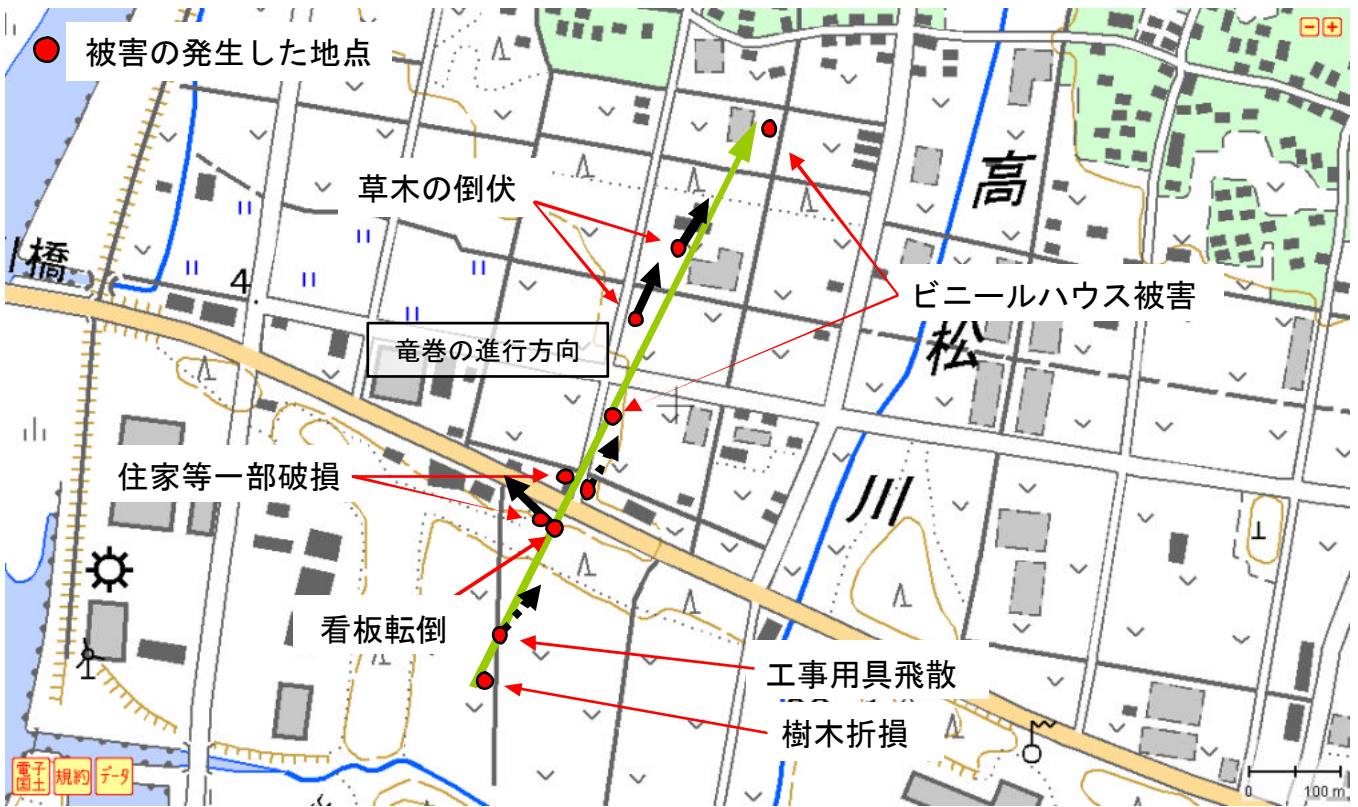 被害の発生した地点
高
草木の倒伏
橋
4.
ビニールハウス被害
松
竜巻の進行方向
住家等一部破損
川
看板転倒
工事用具飛散
樹木折損
電子国土
規約
データ
0 100 m